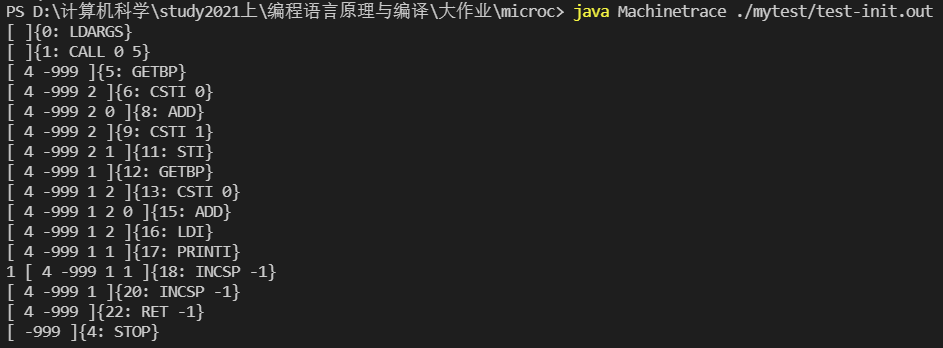 PS D:\计算机科学\study2021上\编程语言原理与编译\大作业\microc> java Machinetrace ./mytest/test-init.out
[ ]{0: LDARGS}
[ ]{1: CALL 0 5}
[ 4 -999 ]{5: GETBP}
[ 4 -999 2 ]{6: CSTI 0}
[ 4 -999 2 0 ]{8: ADD}
[ 4 -999 2 ]{9: CSTI 1}
[ 4 -999 2 1 ]{11: STI}
[ 4 -999 1 ]{12: GETBP}
[ 4 -999 1 2 ]{13: CSTI 0}
[ 4 -999 1 2 0 ]{15: ADD}
[ 4 -999 1 2 ]{16: LDI}
[ 4 -999 1 1 ]{17: PRINTI}
1 [ 4 -999 1 1 ]{18: INCSP -1}
[ 4 -999 1 ]{20: INCSP -1}
[ 4 -999 ]{22: RET -1}
[ -999 ]{4: STOP}